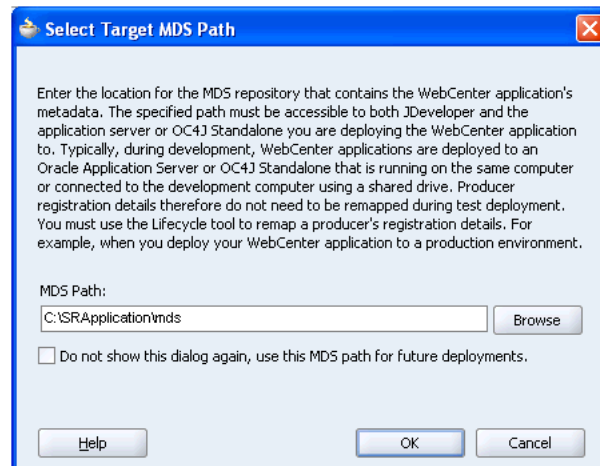 Select Target MDS Path
Enter the location for the MDS repository that contains the WebCenter application's
metadata. The specified path must be accessible to both JDeveloper and the
application server or OC4J Standalone you are deploying the WebCenter application
to. Typically, during development, WebCenter applications are deployed to an
Oracle Application Server or OC4J Standalone that is running on the same computer
or connected to the development computer using a shared drive. Producer
registration details therefore do not need to be remapped during test deployment.
You must use the Lifecycle tool to remap a producer's registration details. For
example, when you deploy your WebCenter application to a production environment.
MDS Path:
C:\SRApplication\mds Browse
Do not show this dialog again, use this MDS path for future deployments.
Help OK Cancel